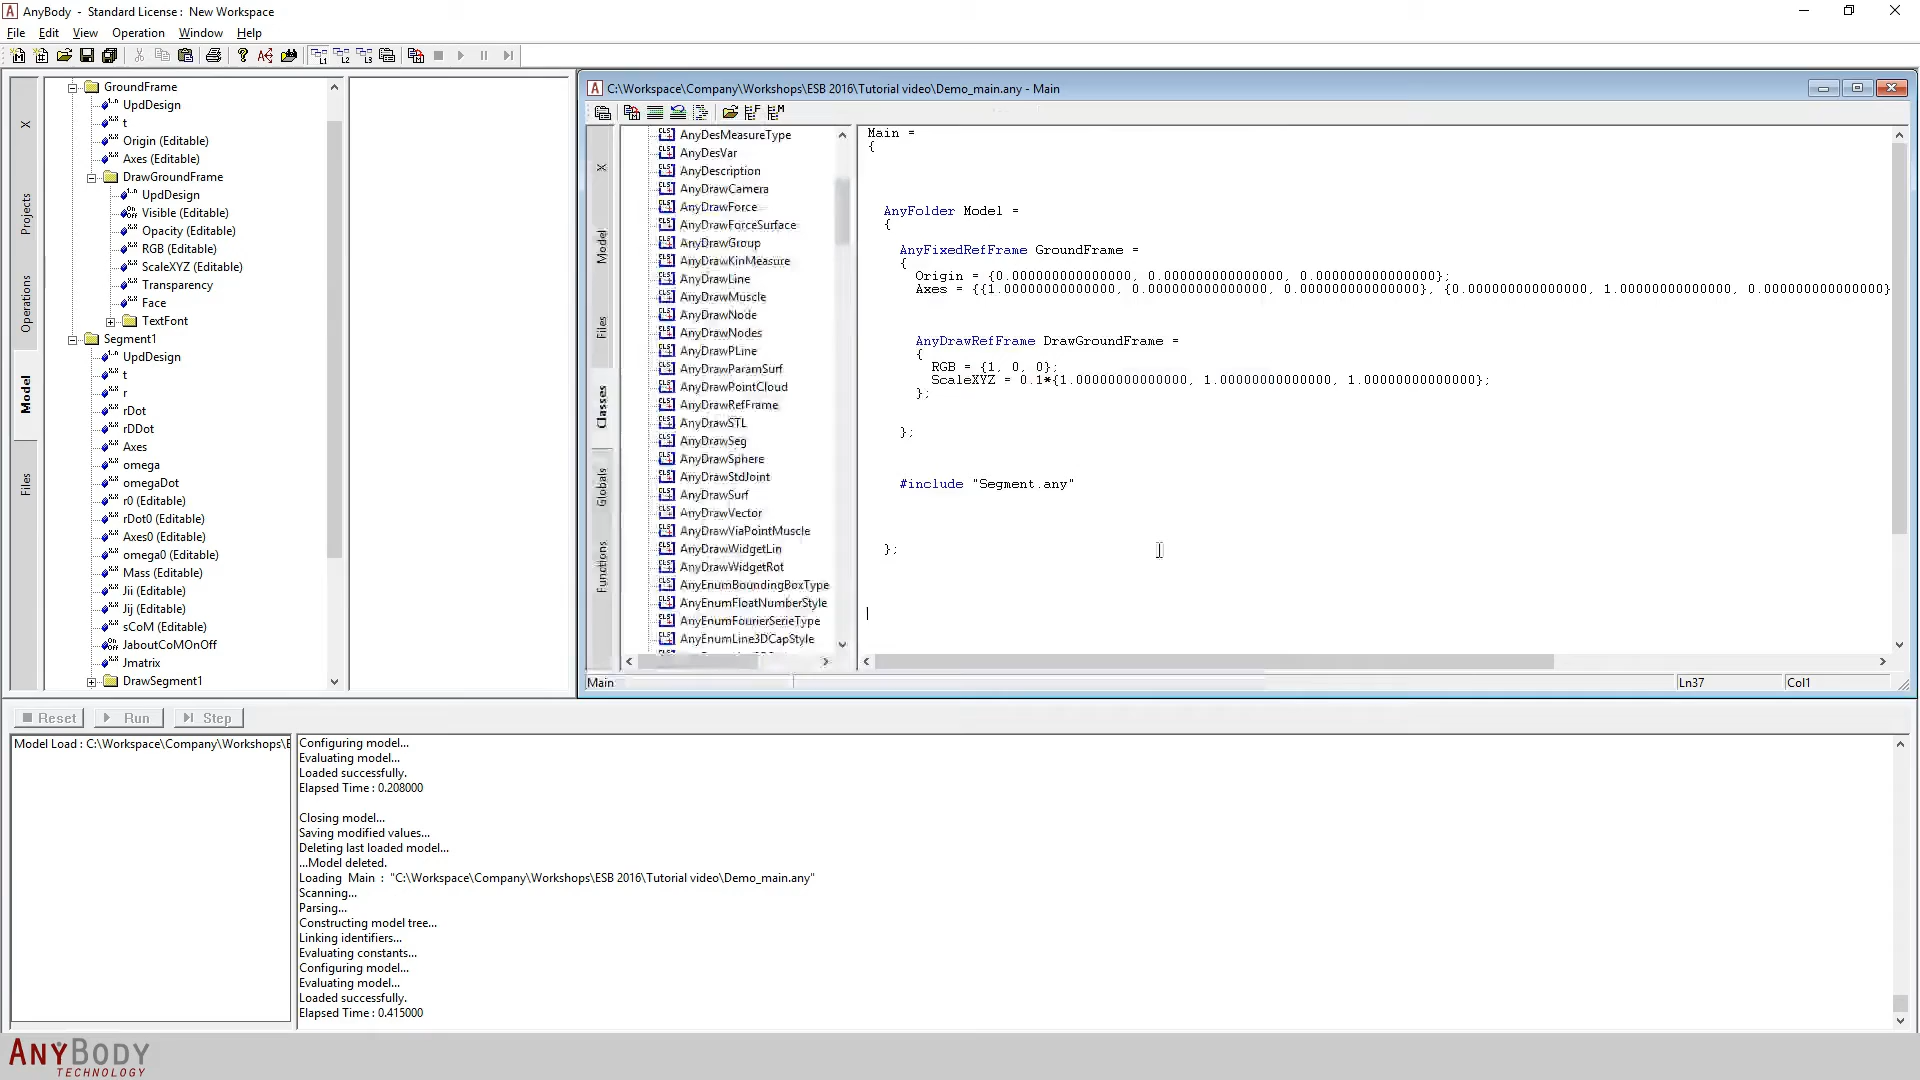 AnyBody - Standard License : New Workspace
File Edit View Operation Window Help
X
Projects
Operations
Model
Files
GroundFrame
UpdDesign
t
Origin (Editable)
Axes (Editable)
DrawGroundFrame
UpdDesign
Visible (Editable)
Opacity (Editable)
RGB (Editable)
ScaleXYZ (Editable)
Transparency
Face
TextFont
Segment1
UpdDesign
t
r
rDot
rDDot
Axes
omega
omegaDot
r0 (Editable)
rDot0 (Editable)
Axes0 (Editable)
omega0 (Editable)
Mass (Editable)
Jii (Editable)
Jij (Editable)
sCoM (Editable)
JaboutCoMOnOff
Jmatrix
DrawSegment1
C:\Workspace\Company\Workshops\ESB 2016\Tutorial video\Demo_main.any - Main
X
Model
Files
Classes
Globals
Functions
AnyDesMeasureType
AnyDesVar
AnyDescription
AnyDrawCamera
AnyDrawForce
AnyDrawForceSurface
AnyDrawGroup
AnyDrawKinMeasure
AnyDrawLine
AnyDrawMuscle
AnyDrawNode
AnyDrawNodes
AnyDrawPLine
AnyDrawParamSurf
AnyDrawPointCloud
AnyDrawRefFrame
AnyDrawSTL
AnyDrawSeg
AnyDrawSphere
AnyDrawStdJoint
AnyDrawSurf
AnyDrawVector
AnyDrawViaPointMuscle
AnyDrawWidgetLin
AnyDrawWidgetRot
AnyEnumBoundingBoxType
AnyEnumFloatNumberStyle
AnyEnumFourierSerieType
AnyEnumLine3DCapStyle
Main =
{
AnyFolder Model =
{
AnyFixedRefFrame GroundFrame =
{
Origin = {0.000000000000000, 0.000000000000000, 0.000000000000000};
Axes = {{1.00000000000000, 0.000000000000000, 0.000000000000000}, {0.000000000000000, 1.00000000000000, 0.000000000000000}
AnyDrawRefFrame DrawGroundFrame =
{
RGB = {1, 0, 0};
ScaleXYZ = 0.1*{1.00000000000000, 1.00000000000000, 1.00000000000000};
};
};
#include "Segment.any"
};
Main Ln37 Col1
Reset Run Step
Model Load : C:\Workspace\Company\Workshops\E
Configuring model...
Evaluating model...
Loaded successfully.
Elapsed Time : 0.208000
Closing model...
Saving modified values...
Deleting last loaded model...
...Model deleted.
Loading Main : "C:\Workspace\Company\Workshops\ESB 2016\Tutorial video\Demo_main.any"
Scanning...
Parsing...
Constructing model tree...
Linking identifiers...
Evaluating constants...
Configuring model...
Evaluating model...
Loaded successfully.
Elapsed Time : 0.415000
ANYBODY
TECHNOLOGY